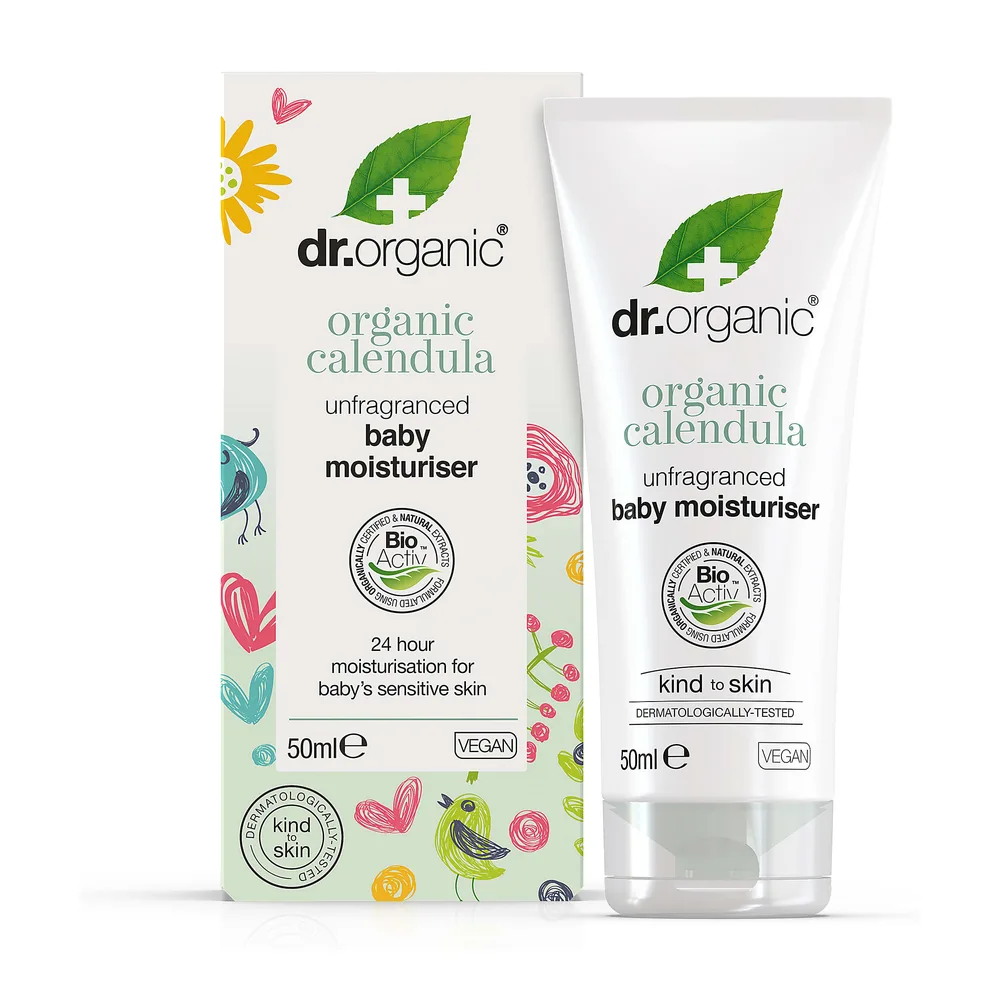 dr.organic®
organic
calendula
unfragranced
baby
moisturiser
FORMULATED USING ORGANICALLY CERTIFIED & NATURAL EXTRACTS
Bio
Activ™
24 hour
moisturisation for
baby's sensitive skin
50ml℮
VEGAN
DERMATOLOGICALLY-TESTED
kind
to
skin
dr.organic®
organic
calendula
unfragranced
baby moisturiser
FORMULATED USING ORGANICALLY CERTIFIED & NATURAL EXTRACTS
Bio
Activ™
kind to skin
DERMATOLOGICALLY-TESTED
50ml ℮
VEGAN